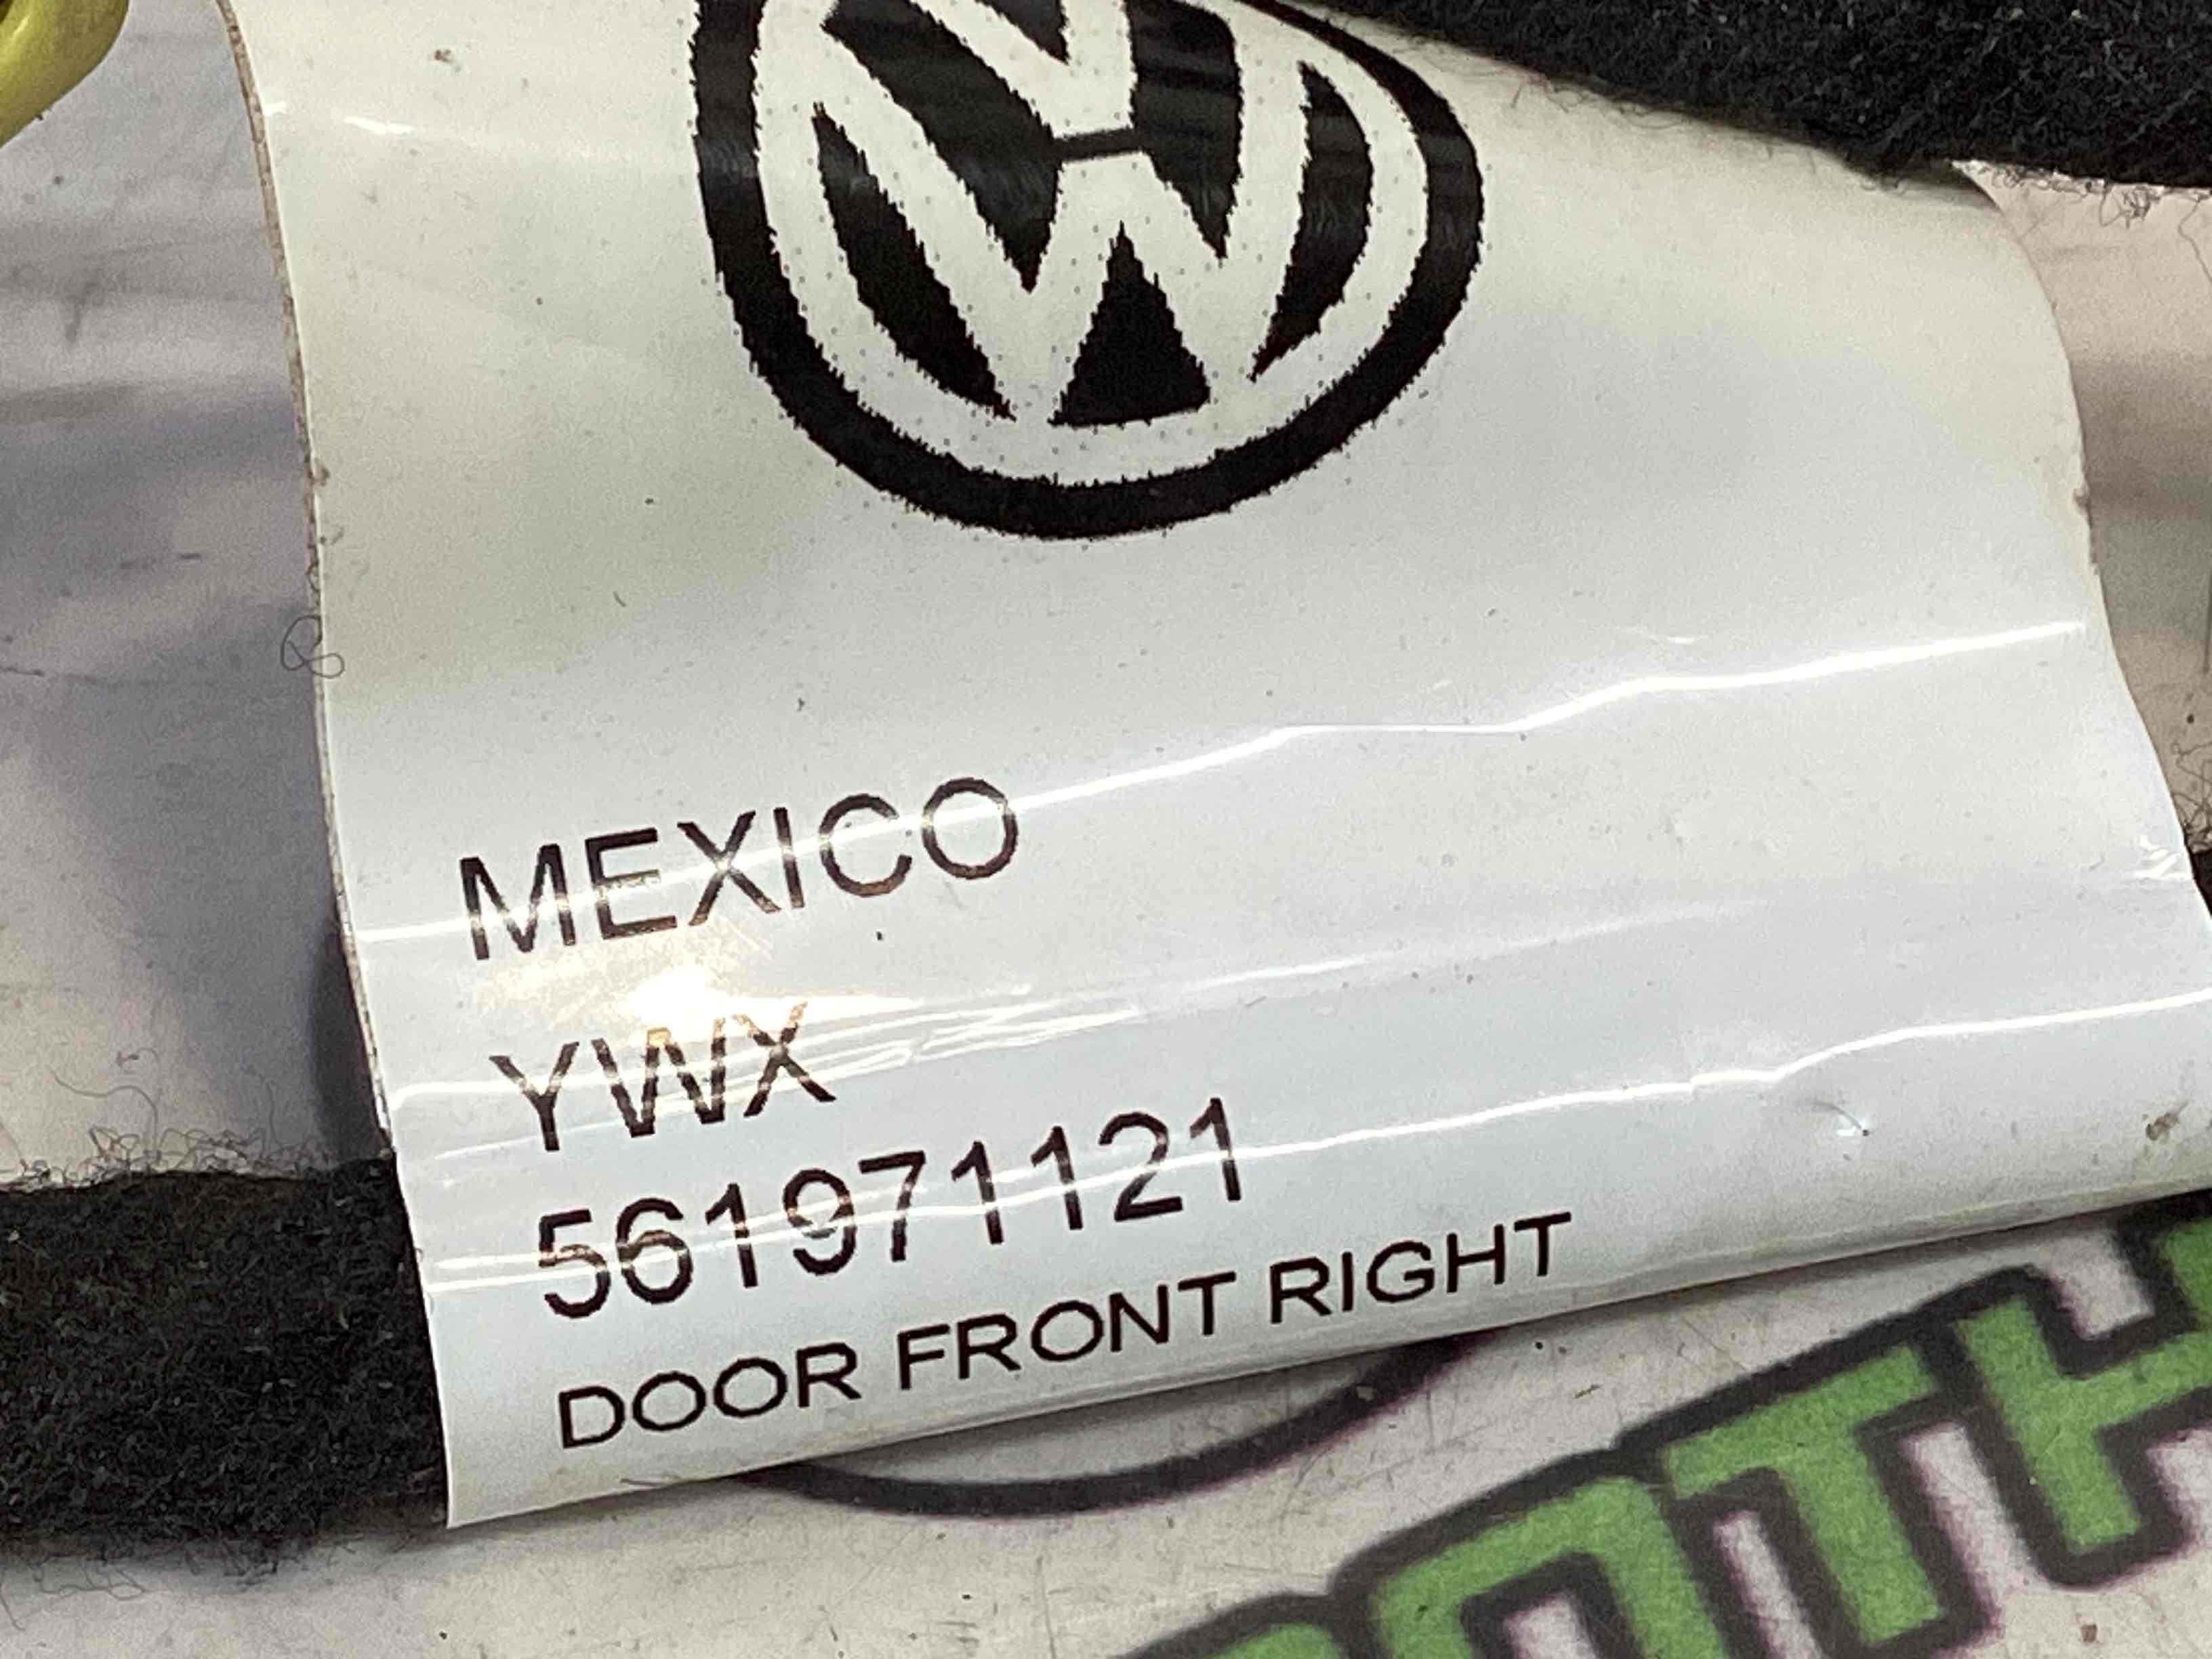 MEXICO
YWX
561971121
DOOR FRONT RIGHT